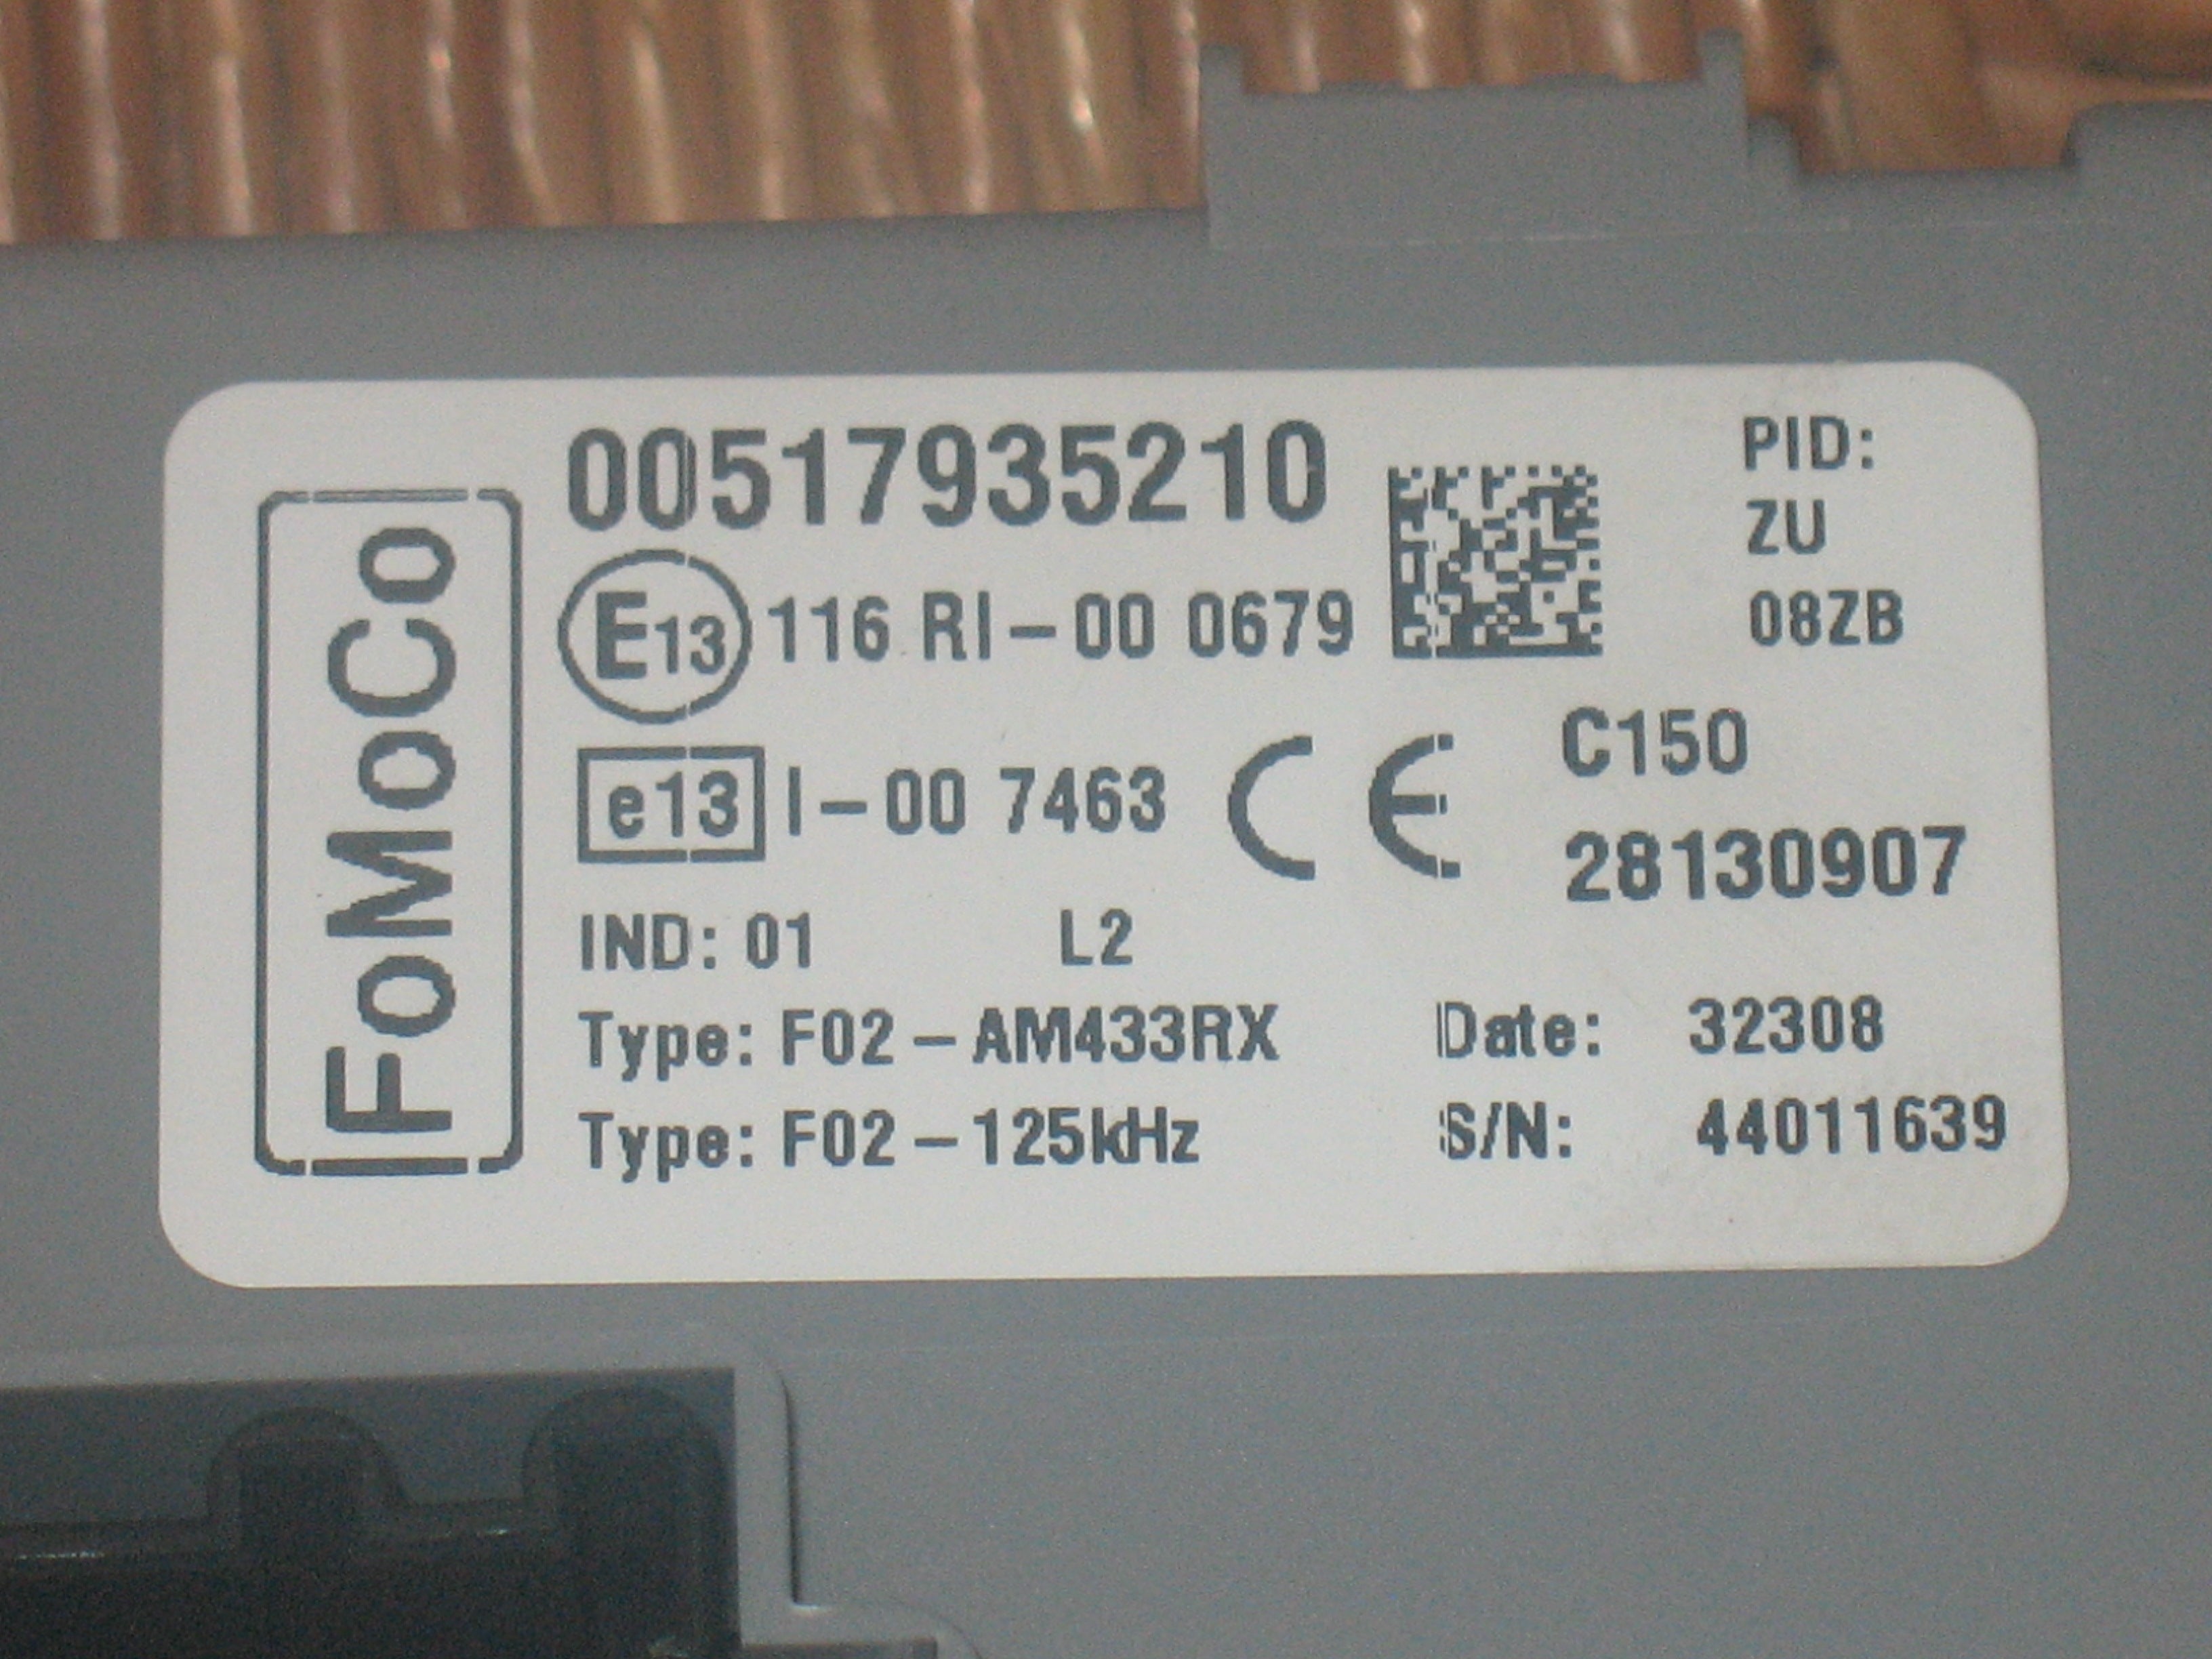 FoMoCo
00517935210
E13 116 RI-00 0679
e13 I-00 7463 CE
IND: 01 L2
Type: F02-AM433RX
Type: F02-125kHz
PID:
ZU
08ZB
C150
28130907
Date: 32308
S/N: 44011639